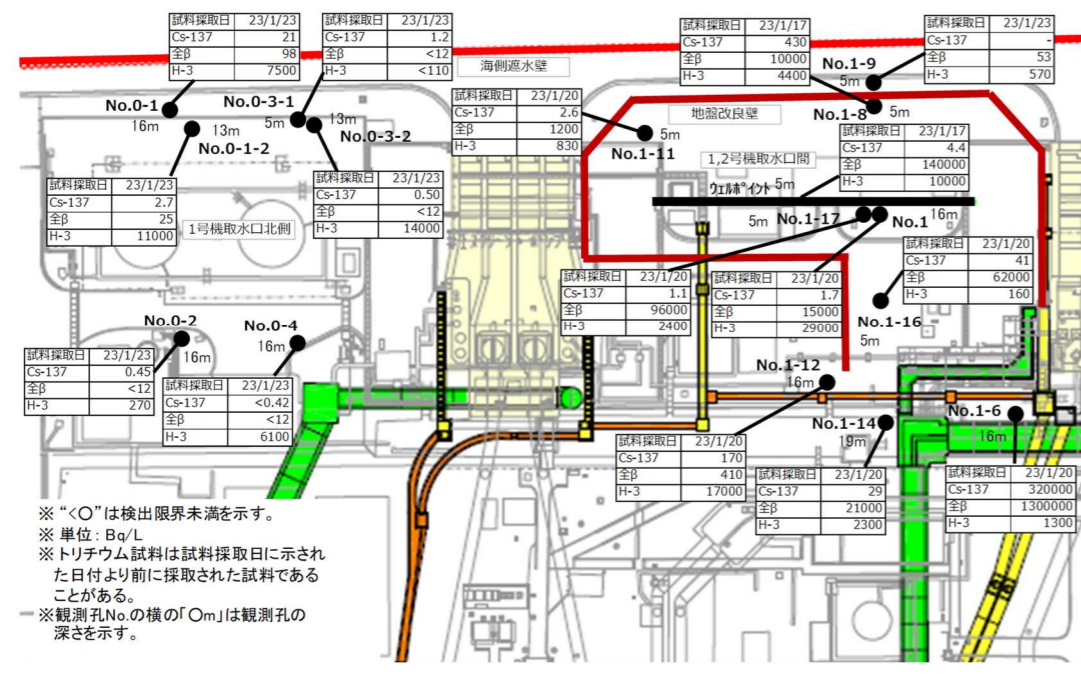 試料採取日 23/1/23
Cs-137 21
全β 98
H-3 7500
試料採取日 23/1/23
Cs-137 1.2
全β <12
H-3 <110
海側遮水壁
試料採取日 23/1/17
Cs-137 430
全β 10000
H-3 4400
試料採取日 23/1/23
Cs-137 -
全β 53
H-3 570
No.0-1
16m
No.0-3-1
5m
13m
No.0-1-2
13m
No.0-3-2
試料採取日 23/1/20
Cs-137 2.6
全β 1200
H-3 830
5m
No.1-11
地盤改良壁
No.1-9
5m
No.1-8
5m
1,2号機取水口間
試料採取日 23/1/17
Cs-137 4.4
全β 140000
H-3 10000
試料採取日 23/1/23
Cs-137 2.7
全β 25
H-3 11000
1号機取水口北側
試料採取日 23/1/23
Cs-137 0.50
全β <12
H-3 14000
ウェルポイント 5m
5m
No.1-17
No.1
16m
試料採取日 23/1/20
Cs-137 41
全β 62000
H-3 160
試料採取日 23/1/20
Cs-137 1.1
全β 96000
H-3 2400
試料採取日 23/1/20
Cs-137 1.7
全β 15000
H-3 29000
No.1-16
5m
No.0-2
16m
No.0-4
16m
試料採取日 23/1/23
Cs-137 0.45
全β <12
H-3 270
試料採取日 23/1/23
Cs-137 <0.42
全β <12
H-3 6100
No.1-12
16m
No.1-14
19m
No.1-6
16m
試料採取日 23/1/20
Cs-137 170
全β 410
H-3 17000
試料採取日 23/1/20
Cs-137 29
全β 21000
H-3 2300
試料採取日 23/1/20
Cs-137 320000
全β 1300000
H-3 1300
※ “<〇”は検出限界未満を示す。
※ 単位: Bq/L
※トリチウム試料は試料採取日に示され
た日付より前に採取された試料である
ことがある。
※観測孔No.の横の「〇m」は観測孔の
深さを示す。